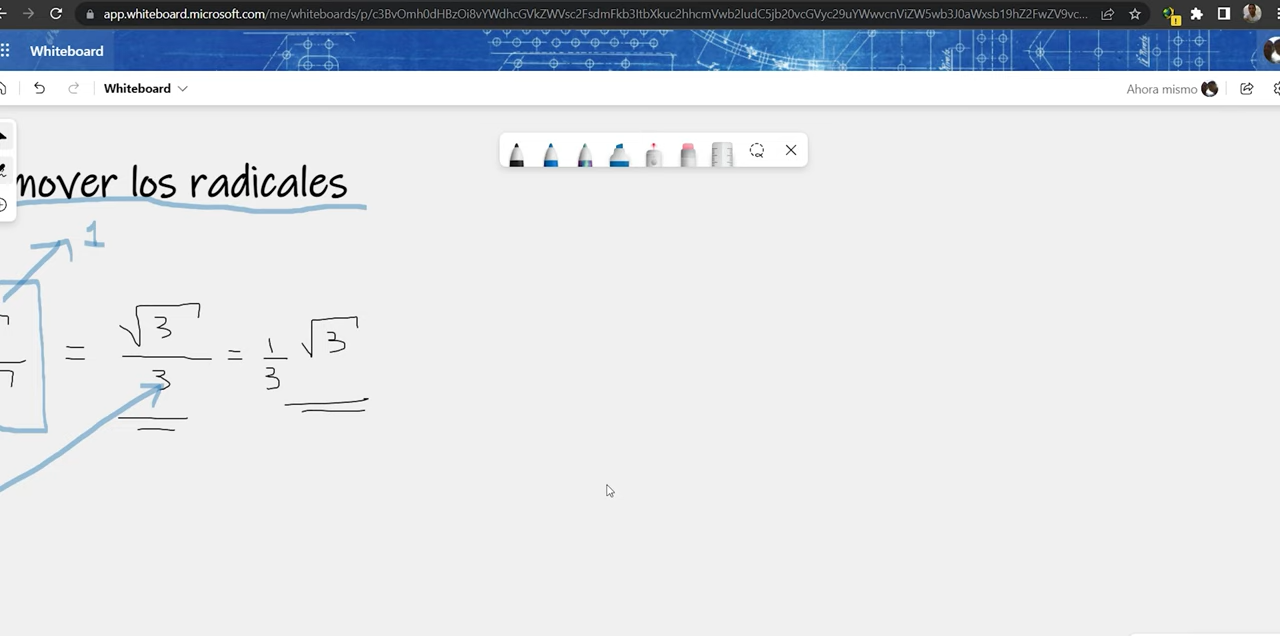 app.whiteboard.microsoft.com/me/whiteboards/p/c3BvOmh0dHBzOi8vYWdhcGVkZWVsc2FsdmFkb3ItbXkuc2hhcmVwb2ludC5jb20vcGVyc29uYWwvcnViZW5wb3J0aWxsb19hZ2FwZV9vc...
Whiteboard
Whiteboard
Ahora mismo
mover los radicales
1
= √3 / 3 = 1/3 √3